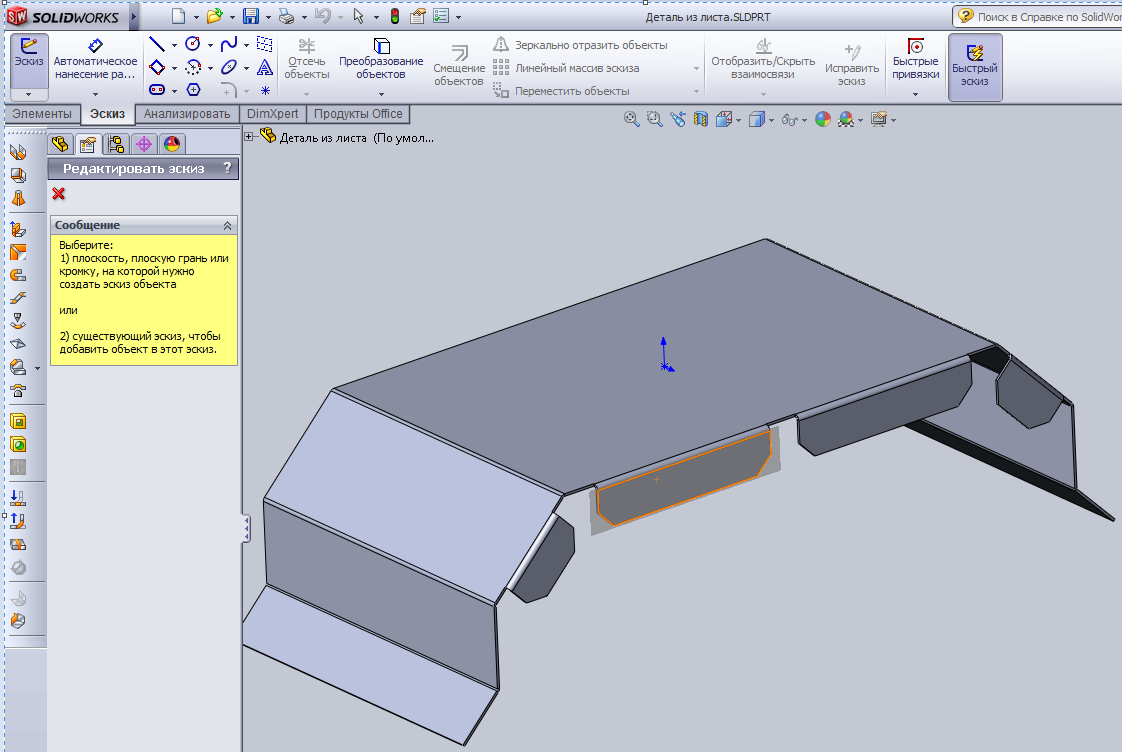 SOLIDWORKS
Деталь из листа.SLDPRT
Поиск в Справке по SolidWor
Эскиз
Автоматическое
нанесение ра...
Отсечь
объекты
Преобразование
объектов
Смещение
объектов
Зеркально отразить объекты
Линейный массив эскиза
Переместить объекты
Отобразить/Скрыть
взаимосвязи
Исправить
эскиз
Быстрые
привязки
Быстрый
эскиз
Элементы
Эскиз
Анализировать
DimXpert
Продукты Office
Деталь из листа (По умол...
Редактировать эскиз ?
Сообщение
Выберите:
1) плоскость, плоскую грань или
кромку, на которой нужно
создать эскиз объекта
или
2) существующий эскиз, чтобы
добавить объект в этот эскиз.